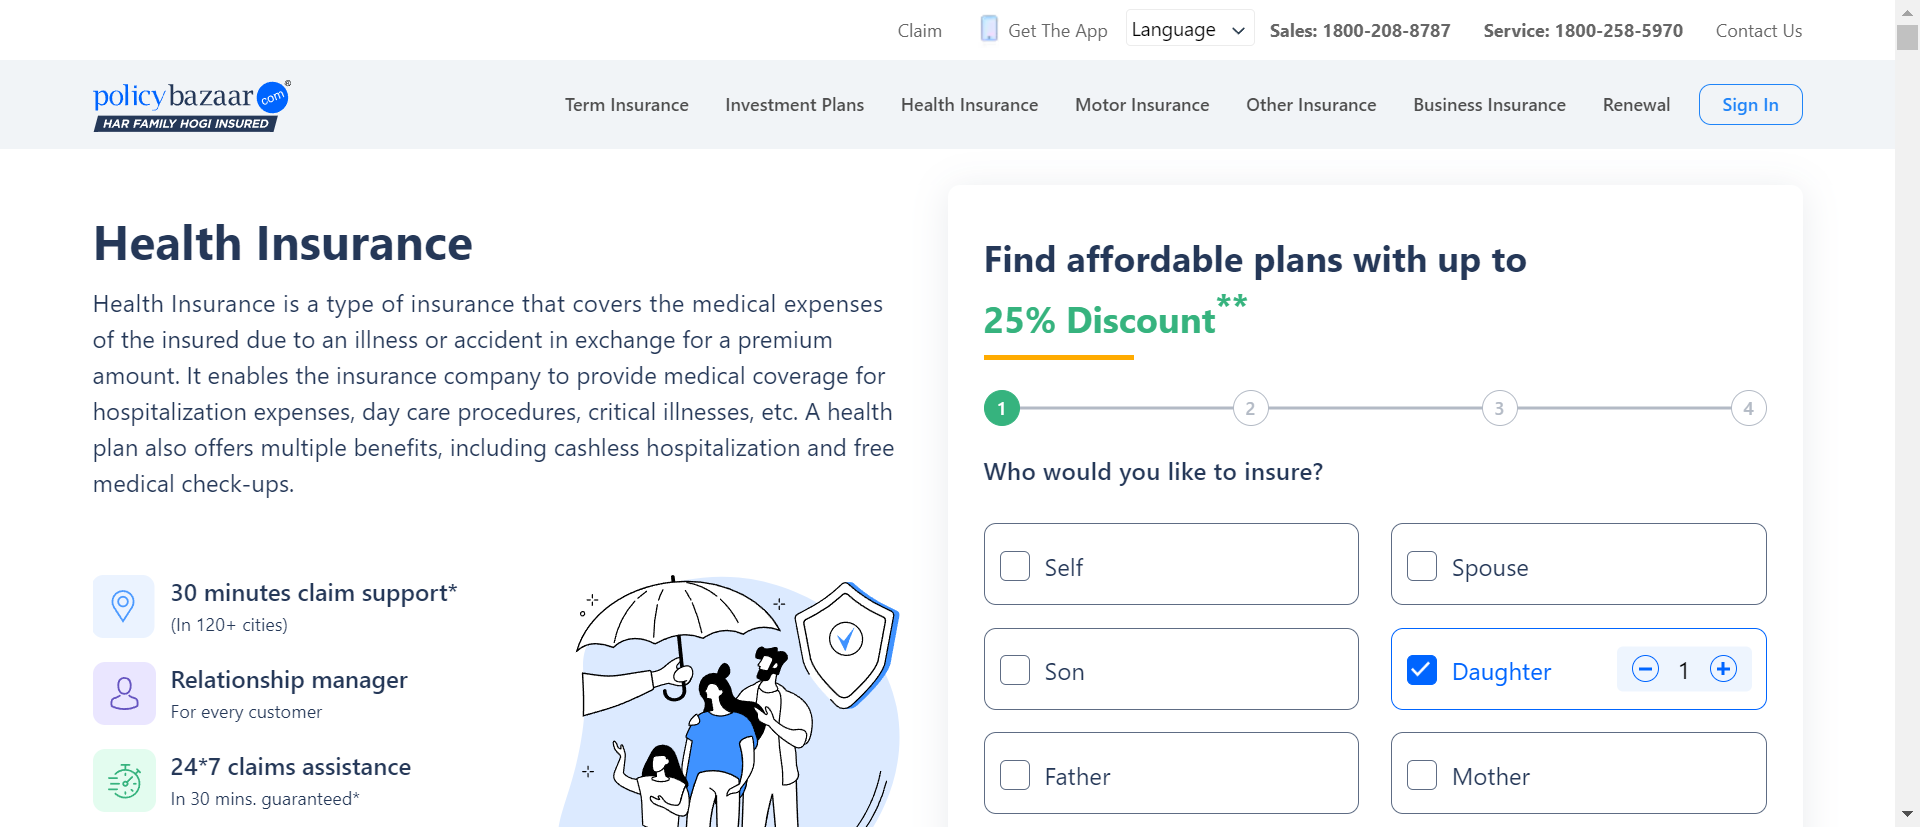 Claim
Get The App
Language
Sales: 1800-208-8787
Service: 1800-258-5970
Contact Us
policybazaar com ®
HAR FAMILY HOGI INSURED
Term Insurance
Investment Plans
Health Insurance
Motor Insurance
Other Insurance
Business Insurance
Renewal
Sign In
Health Insurance
Health Insurance is a type of insurance that covers the medical expenses
of the insured due to an illness or accident in exchange for a premium
amount. It enables the insurance company to provide medical coverage for
hospitalization expenses, day care procedures, critical illnesses, etc. A health
plan also offers multiple benefits, including cashless hospitalization and free
medical check-ups.
30 minutes claim support*
(In 120+ cities)
Relationship manager
For every customer
24*7 claims assistance
In 30 mins. guaranteed*
Find affordable plans with up to
25% Discount**
1
2
3
4
Who would you like to insure?
Self
Spouse
Son
Daughter
1
Father
Mother